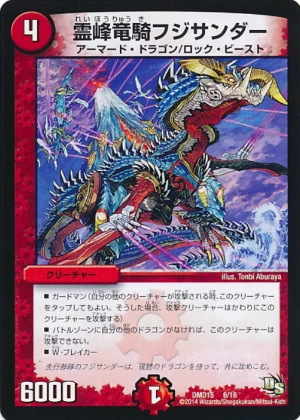 4
れいほうりゅうき
霊峰竜騎フジサンダー
アーマード・ドラゴン/ロック・ビースト
illus. Tonbi Aburaya
クリーチャー
■ ガードマン(自分の他のクリーチャーが攻撃される時、このクリーチャー
をタップしてもよい。そうした場合、攻撃クリーチャーはかわりにこの
クリーチャーを攻撃する)
■ バトルゾーンに自分の他のドラゴンがなければ、このクリーチャーは攻撃
できない。
■ W・ブレイカー
先行部隊のフジサンダーは、
を持って、共に攻め込む。
6000
1
DMD15 6/16
©2014 Wizards/Shogakukan/Mitsui-Kids
DS